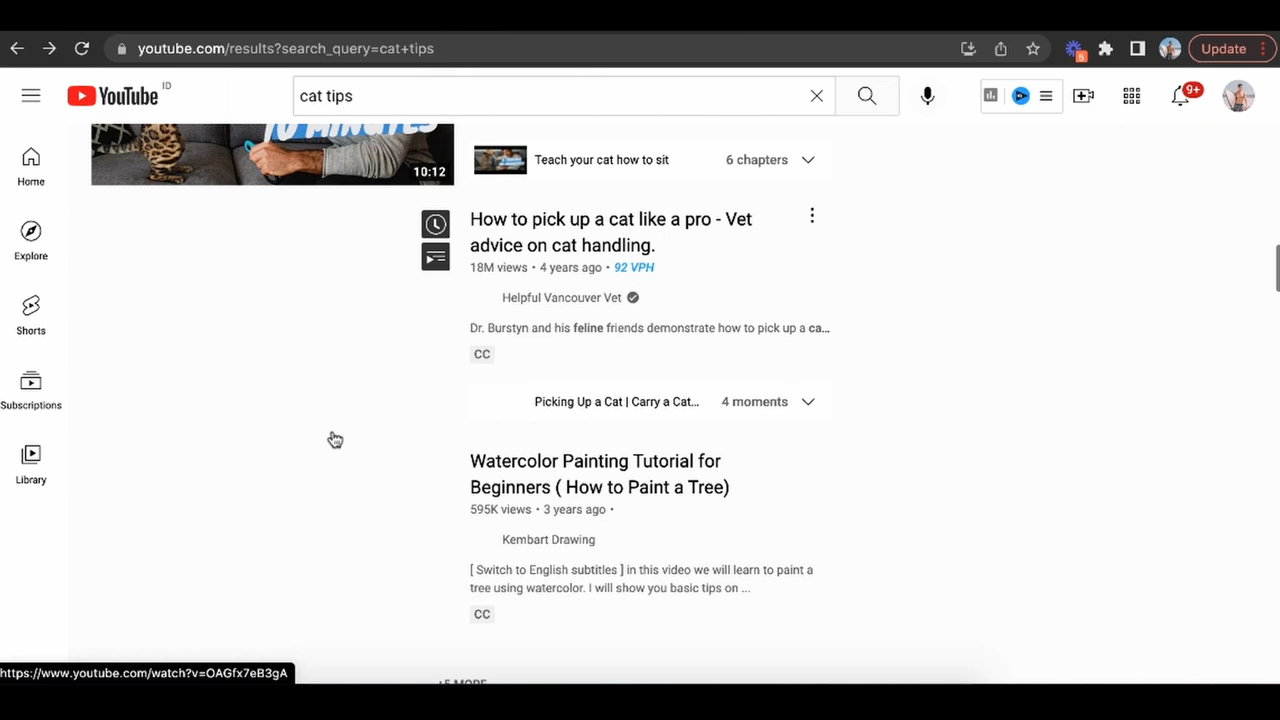 youtube.com/results?search_query=cat+tips
5
Update
YouTube
ID
cat tips
9+
10 MINUTES
10:12
Teach your cat how to sit
6 chapters
Home
Explore
Shorts
Subscriptions
Library
How to pick up a cat like a pro - Vet
advice on cat handling.
18M views • 4 years ago • 92 VPH
Helpful Vancouver Vet
Dr. Burstyn and his feline friends demonstrate how to pick up a ca...
CC
Picking Up a Cat | Carry a Cat...
4 moments
Watercolor Painting Tutorial for
Beginners ( How to Paint a Tree)
595K views • 3 years ago •
Kembart Drawing
[ Switch to English subtitles ] in this video we will learn to paint a
tree using watercolor. I will show you basic tips on ...
CC
https://www.youtube.com/watch?v=OAGfx7eB3gA
+5 MORE